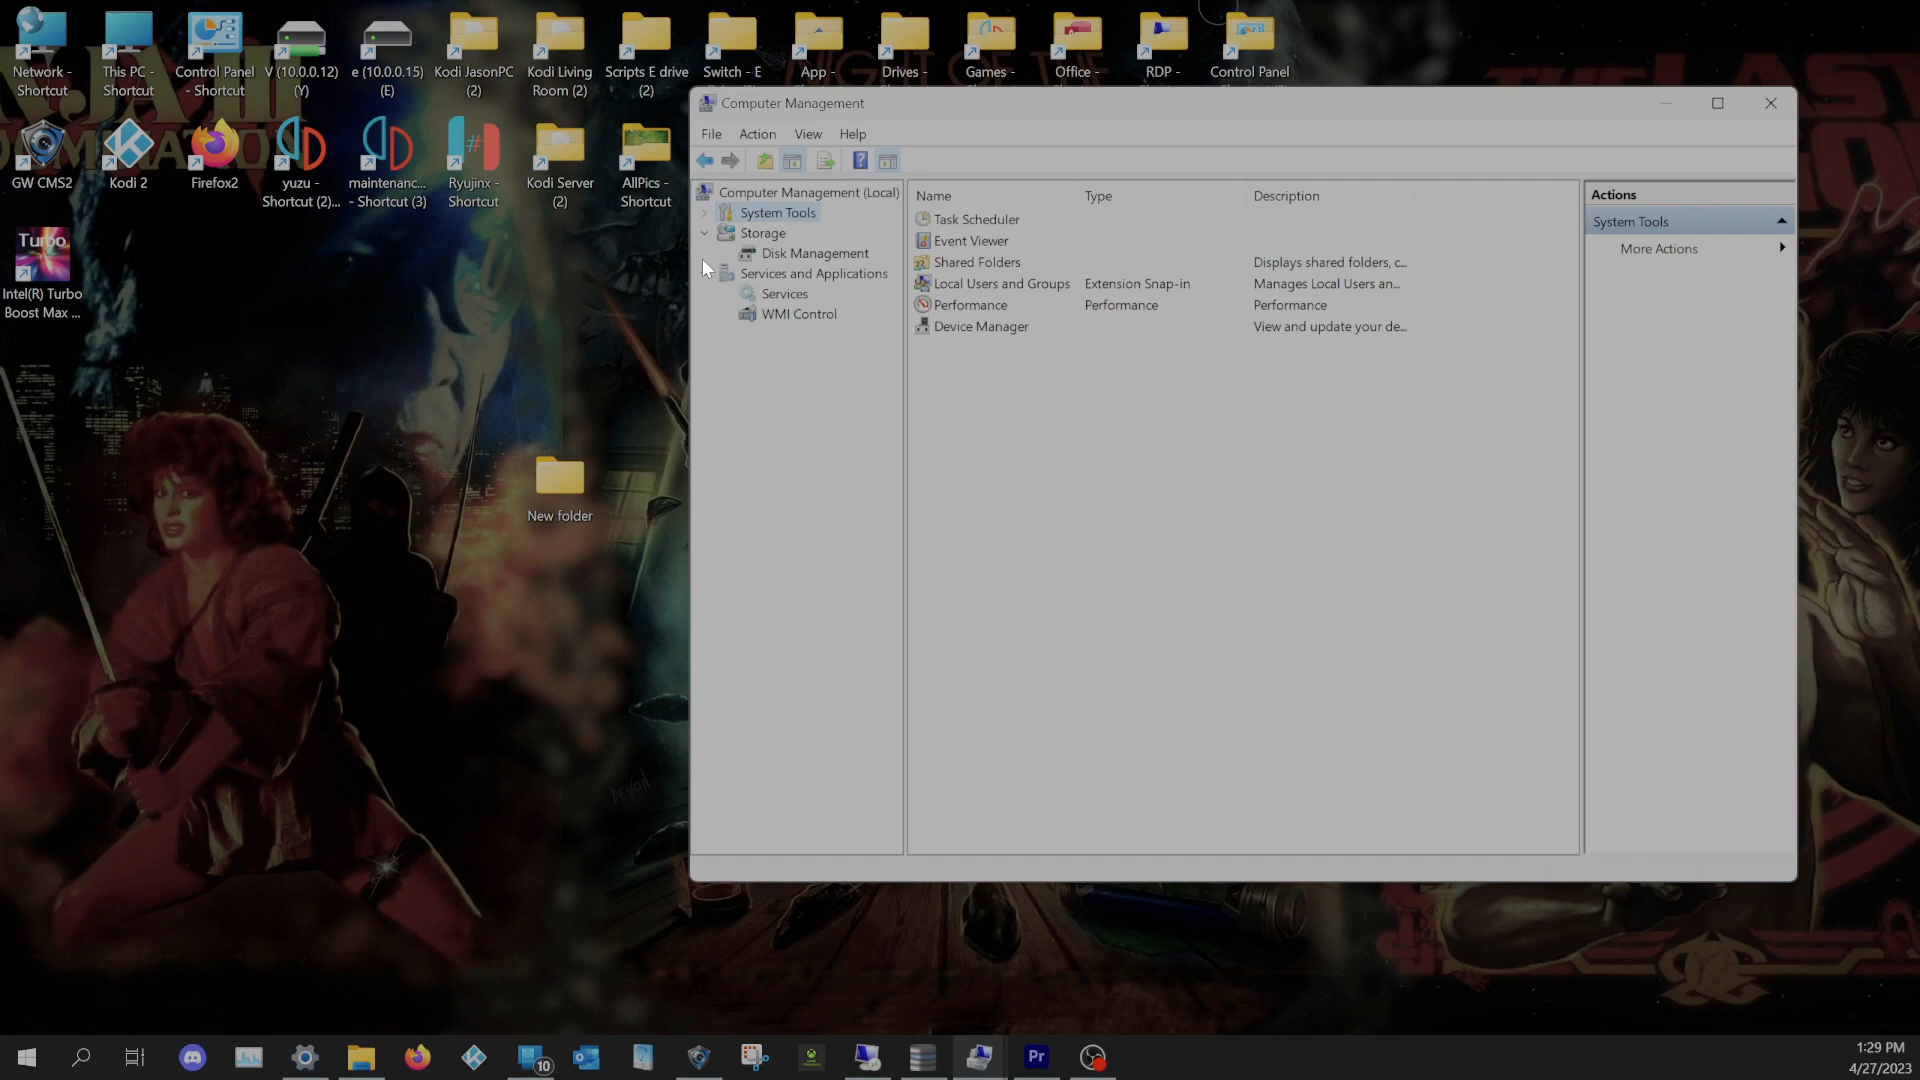 Network -
Shortcut
This PC -
Shortcut
Control Panel
- Shortcut
V (10.0.0.12)
(Y)
e (10.0.0.15)
(E)
Kodi JasonPC
(2)
Kodi Living
Room (2)
Scripts E drive
(2)
Switch - E
App -
Drives -
Games -
Office -
RDP -
Control Panel
GW CMS2
Kodi 2
Firefox2
yuzu -
Shortcut (2)...
maintenanc...
- Shortcut (3)
Ryujinx -
Shortcut
Kodi Server
(2)
AllPics -
Shortcut
Turbo
Intel(R) Turbo
Boost Max ...
New folder
Computer Management
File Action View Help
Computer Management (Local)
System Tools
Storage
Disk Management
Services and Applications
Services
WMI Control
Name Type Description
Task Scheduler
Event Viewer
Shared Folders Displays shared folders, c...
Local Users and Groups Extension Snap-in Manages Local Users an...
Performance Performance Performance
Device Manager View and update your de...
Actions
System Tools
More Actions
DEVON
10
Pr
1:29 PM
4/27/2023